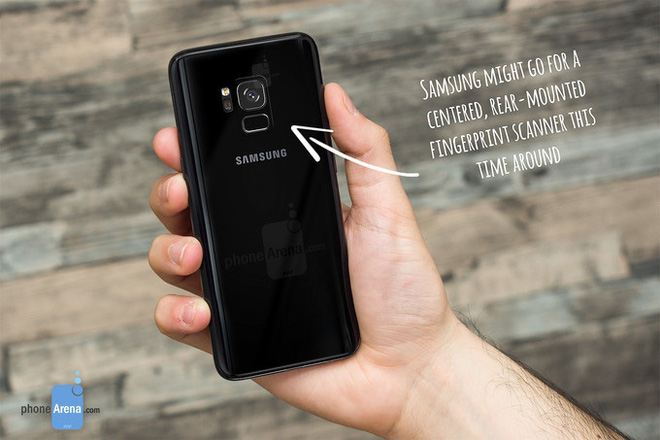 Samsung might go for a
centered, rear-mounted
fingerprint scanner this
time around
SAMSUNG
phoneArena.com
phoneArena.com